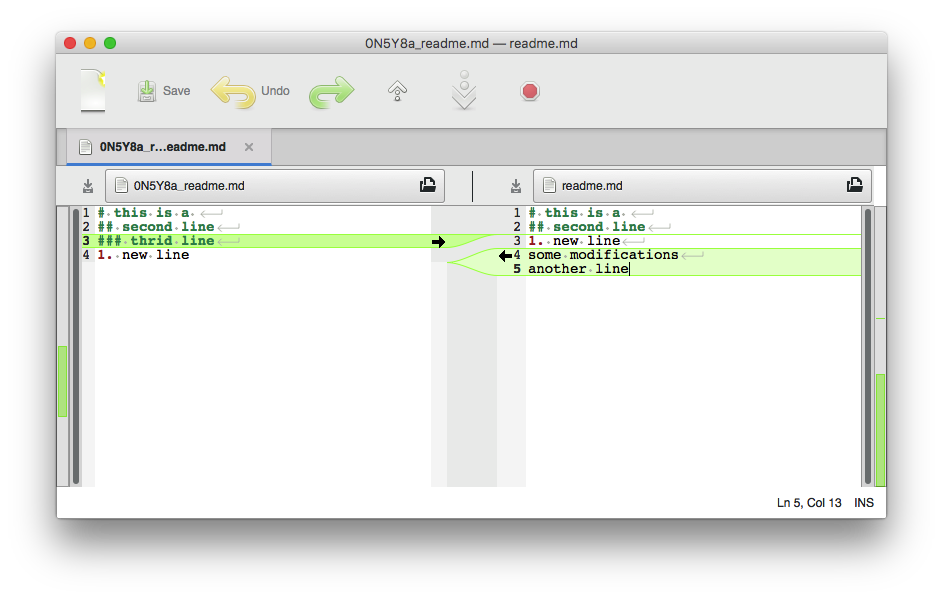 0N5Y8a_readme.md — readme.md
Save Undo
0N5Y8a_r...eadme.md
0N5Y8a_readme.md
readme.md
1 # this is a
2 ## second line
3 ### thrid line
4 1. new line
1 # this is a
2 ## second line
3 1. new line
4 some modifications
5 another line
Ln 5, Col 13 INS